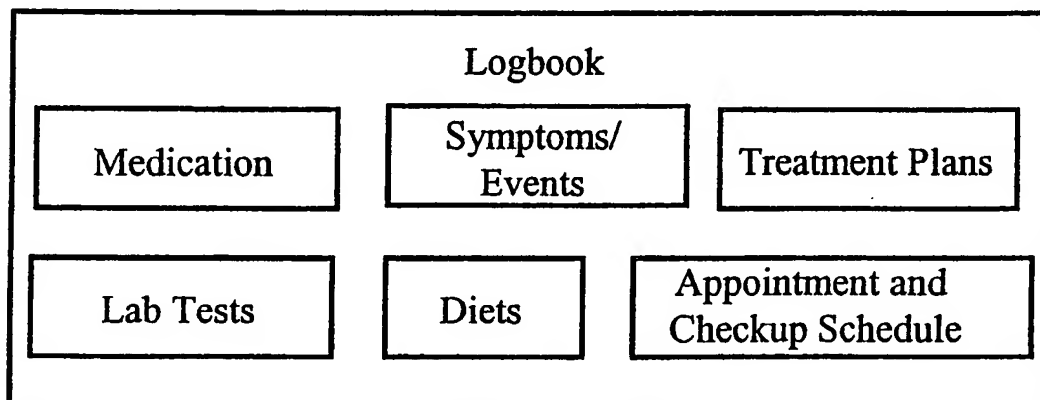 Logbook
Medication
Symptoms/
Events
Treatment Plans
Lab Tests
Diets
Appointment and
Checkup Schedule